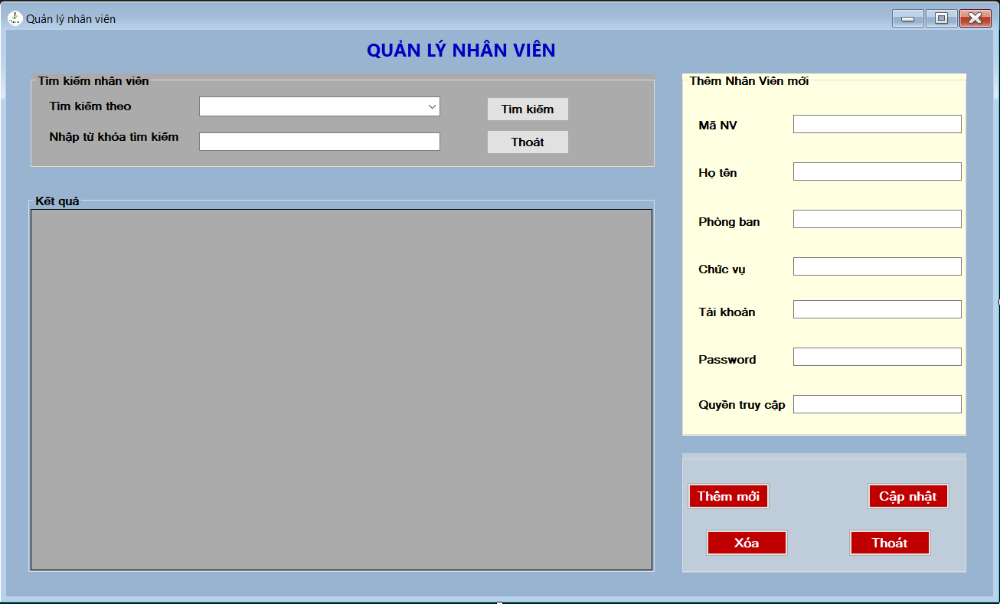 Quản lý nhân viên
QUẢN LÝ NHÂN VIÊN
Tìm kiếm nhân viên
Tìm kiếm theo
Tìm kiếm
Nhập từ khóa tìm kiếm
Thoát
Kết quả
Thêm Nhân Viên mới
Mã NV
Họ tên
Phòng ban
Chức vụ
Tài khoản
Password
Quyền truy cập
Thêm mới
Cập nhật
Xóa
Thoát